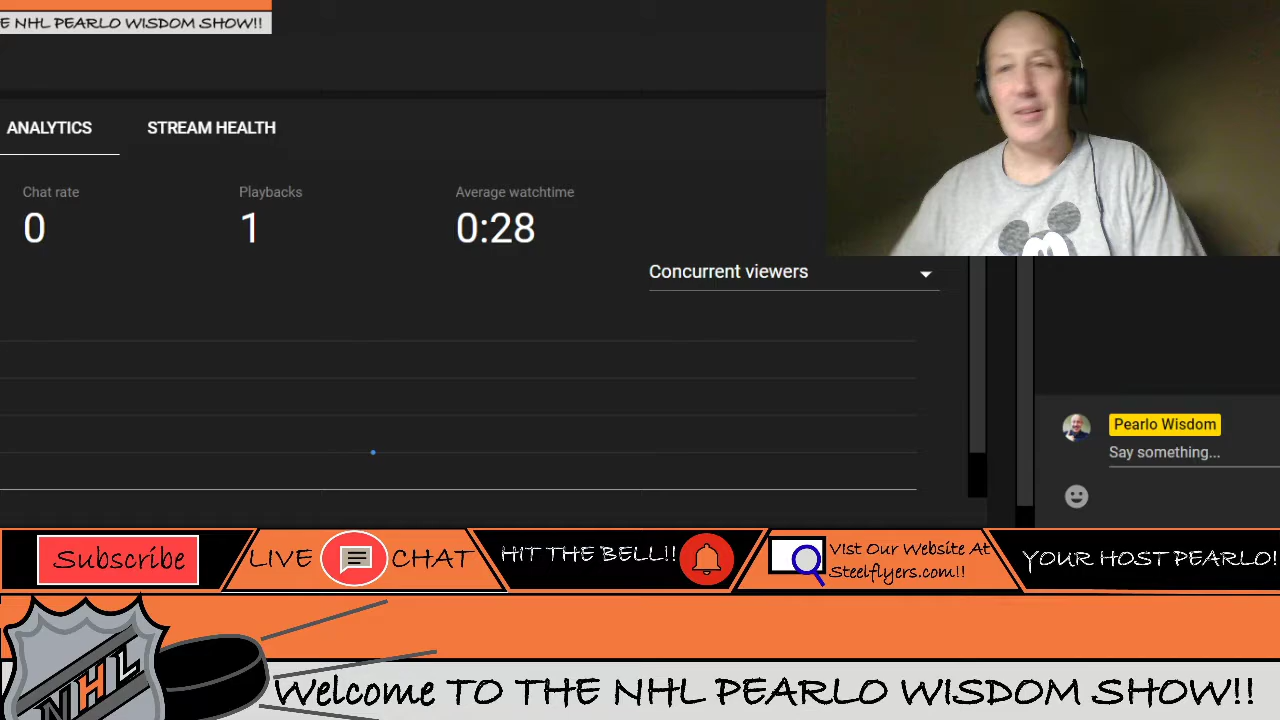 E NHL PEARLO WISDOM SHOW!!
ANALYTICS
STREAM HEALTH
Chat rate
Playbacks
Average watchtime
0
1
0:28
Concurrent viewers
Pearlo Wisdom
Say something...
Subscribe
LIVE CHAT
HIT THE BELL!!
VIst Our Website At
Steelflyers.com!!
YOUR HOST PEARLO!
NHL
Welcome TO THE NHL PEARLO WISDOM SHOW!!